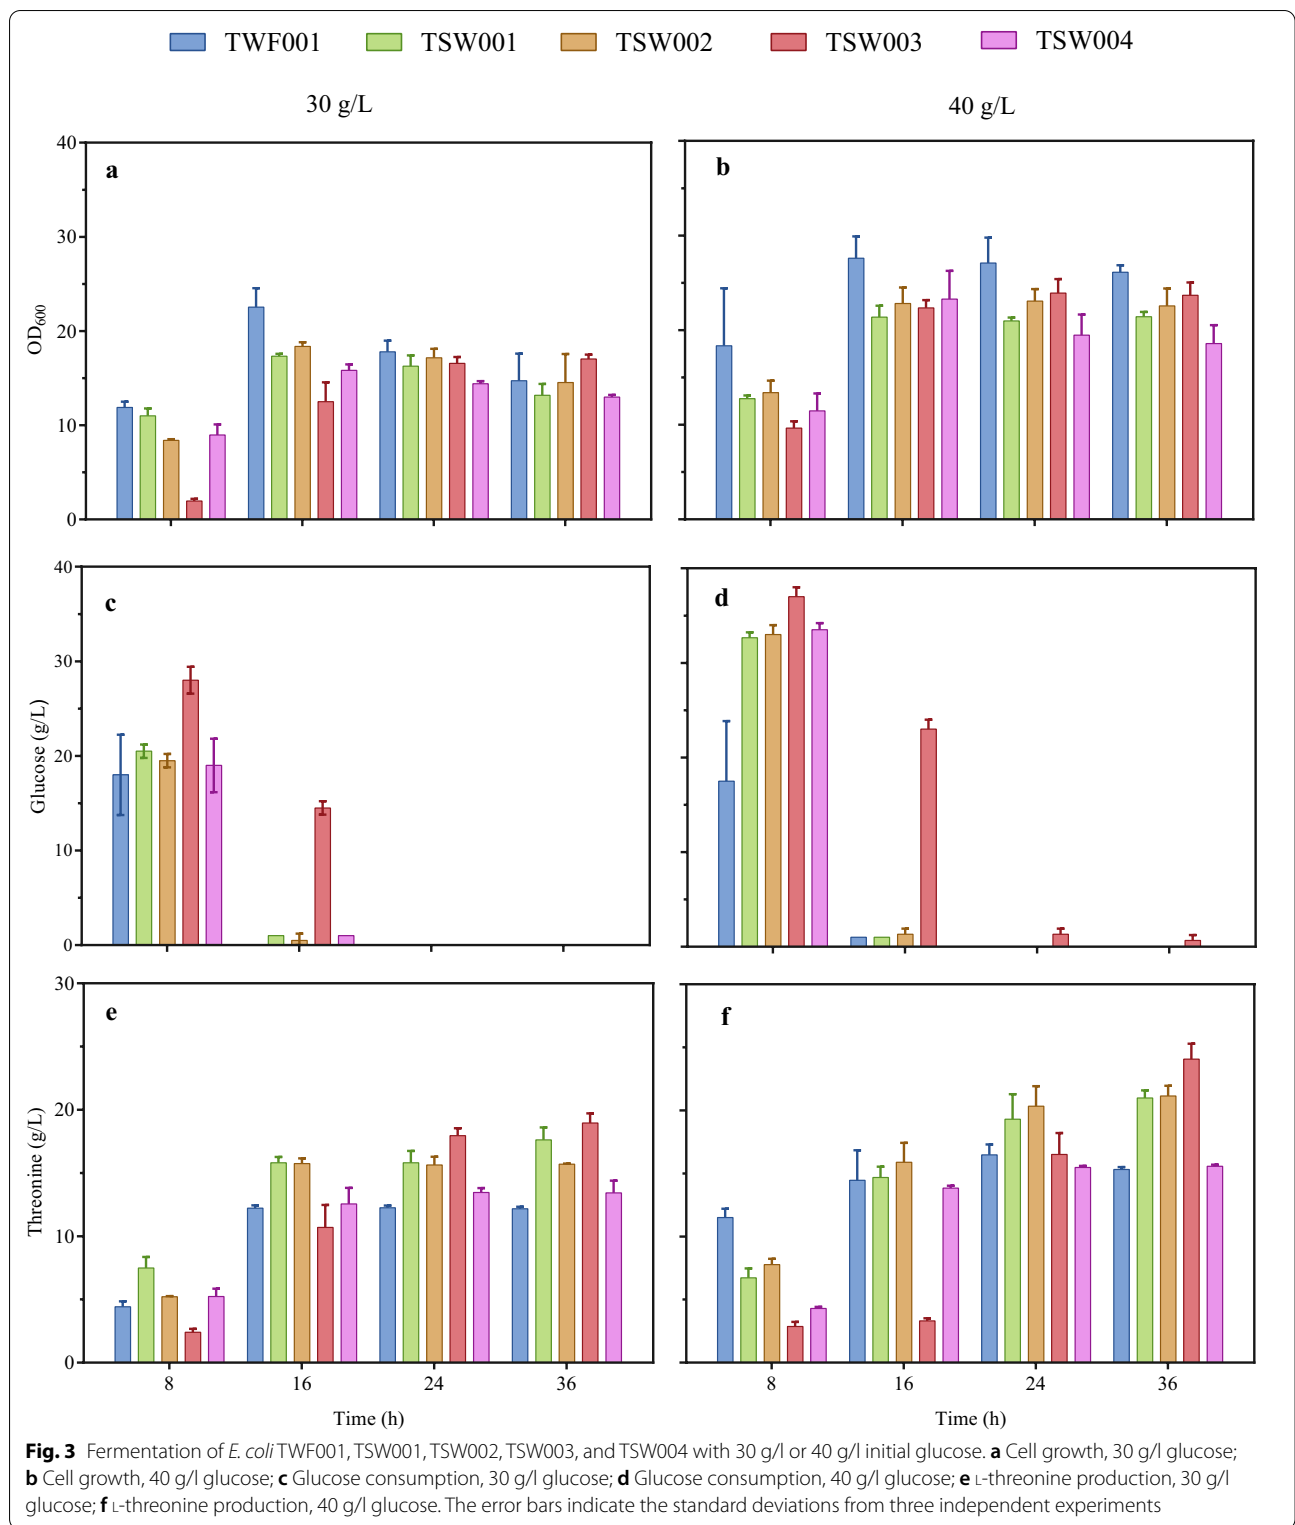 TWF001 TSW001 TSW002 TSW003 TSW004
30 g/L 40 g/L
a b
OD600
40
30
20
10
0
c d
Glucose (g/L)
40
30
20
10
0
e f
Threonine (g/L)
30
20
10
0
8 16 24 36 8 16 24 36
Time (h) Time (h)
Fig. 3 Fermentation of E. coli TWF001, TSW001, TSW002, TSW003, and TSW004 with 30 g/l or 40 g/l initial glucose. a Cell growth, 30 g/l glucose;
b Cell growth, 40 g/l glucose; c Glucose consumption, 30 g/l glucose; d Glucose consumption, 40 g/l glucose; e L-threonine production, 30 g/l
glucose; f L-threonine production, 40 g/l glucose. The error bars indicate the standard deviations from three independent experiments